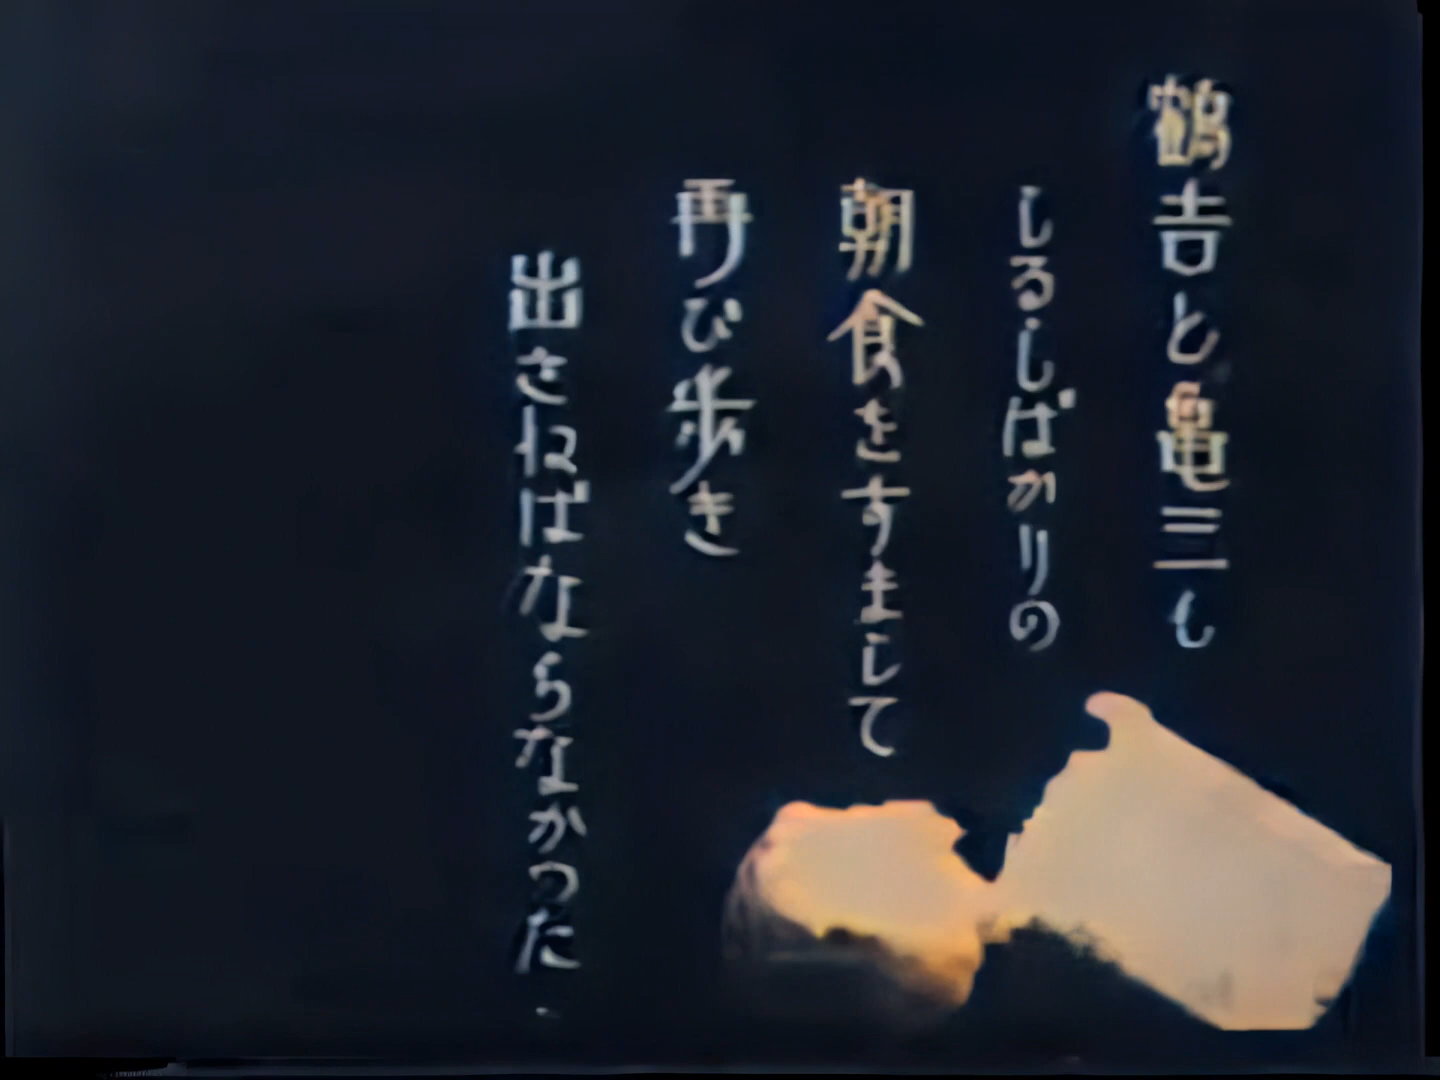 鶴吉と亀三も
しるしばかりの
朝食をすまして
再び歩き
出さねばならなかつた